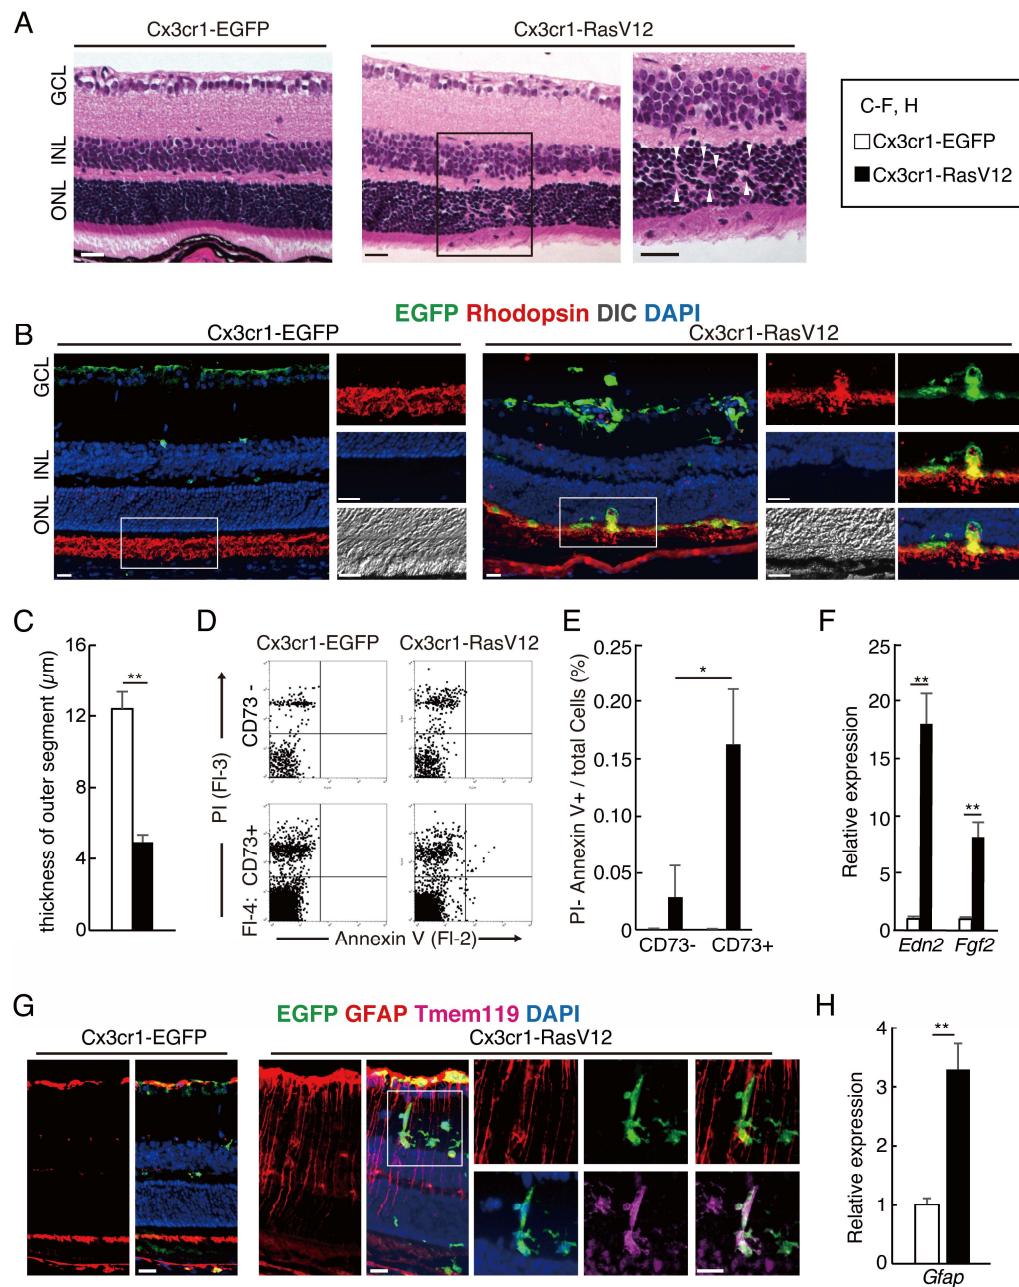 A
Cx3cr1-EGFP
Cx3cr1-RasV12
GCL
INL
ONL
C-F, H
Cx3cr1-EGFP
Cx3cr1-RasV12
EGFP Rhodopsin DIC DAPI
B
Cx3cr1-EGFP
Cx3cr1-RasV12
GCL
INL
ONL
C
thickness of outer segment (µm)
16
12
8
4
0
**
D
Cx3cr1-EGFP
Cx3cr1-RasV12
PI (Fl-3)
Fl-4: CD73+
CD73 -
Annexin V (Fl-2)
E
PI- Annexin V+ / total Cells (%)
0.25
0.20
0.15
0.10
0.05
0
*
CD73-
CD73+
F
Relative expression
25
20
15
10
5
0
**
**
Edn2
Fgf2
G
EGFP GFAP Tmem119 DAPI
Cx3cr1-EGFP
Cx3cr1-RasV12
H
Relative expression
4
3
2
1
0
**
Gfap